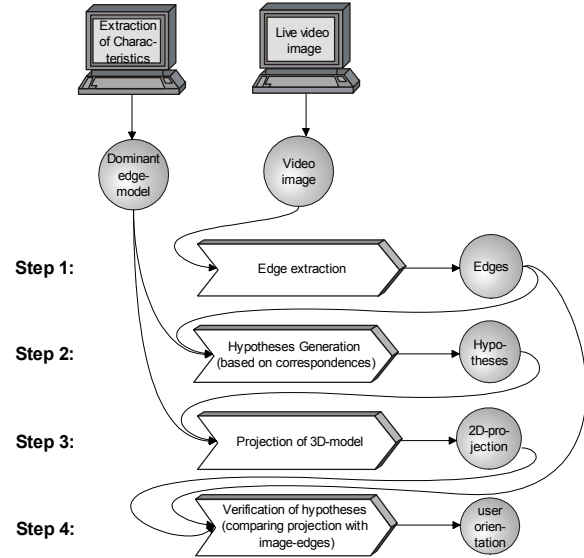 Extraction
of Charac-
teristics
Live video
image
Dominant
edge-
model
Video
image
Step 1:
Edge extraction
Edges
Step 2:
Hypotheses Generation
(based on correspondences)
Hypo-
theses
Step 3:
Projection of 3D-model
2D-pro-
jection
Step 4:
Verification of hypotheses
(comparing projection with
image-edges)
user
orien-
tation